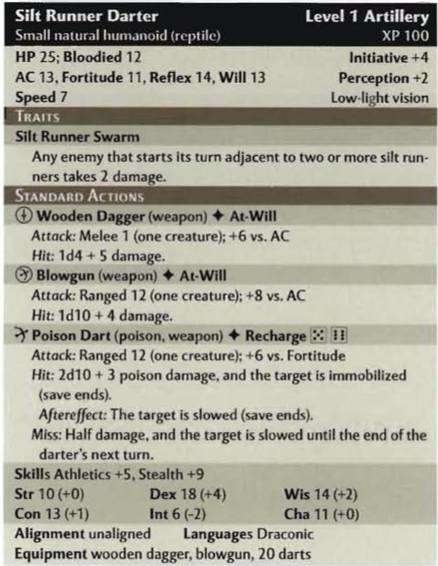 Silt Runner Darter Level 1 Artillery
Small natural humanoid (reptile) XP 100
HP 25; Bloodied 12 Initiative +4
AC 13, Fortitude 11, Reflex 14, Will 13 Perception +2
Speed 7 Low-light vision
TRAITS
Silt Runner Swarm
Any enemy that starts its turn adjacent to two or more silt run-
ners takes 2 damage.
STANDARD ACTIONS
Wooden Dagger (weapon) ✦ At-Will
Attack: Melee 1 (one creature); +6 vs. AC
Hit: 1d4 + 5 damage.
Blowgun (weapon) ✦ At-Will
Attack: Ranged 12 (one creature); +8 vs. AC
Hit: 1d10 + 4 damage.
Poison Dart (poison, weapon) ✦ Recharge ⚄ ⚅
Attack: Ranged 12 (one creature); +6 vs. Fortitude
Hit: 2d10 + 3 poison damage, and the target is immobilized
(save ends).
Aftereffect: The target is slowed (save ends).
Miss: Half damage, and the target is slowed until the end of the
darter's next turn.
Skills Athletics +5, Stealth +9
Str 10 (+0) Dex 18 (+4) Wis 14 (+2)
Con 13 (+1) Int 6 (-2) Cha 11 (+0)
Alignment unaligned Languages Draconic
Equipment wooden dagger, blowgun, 20 darts